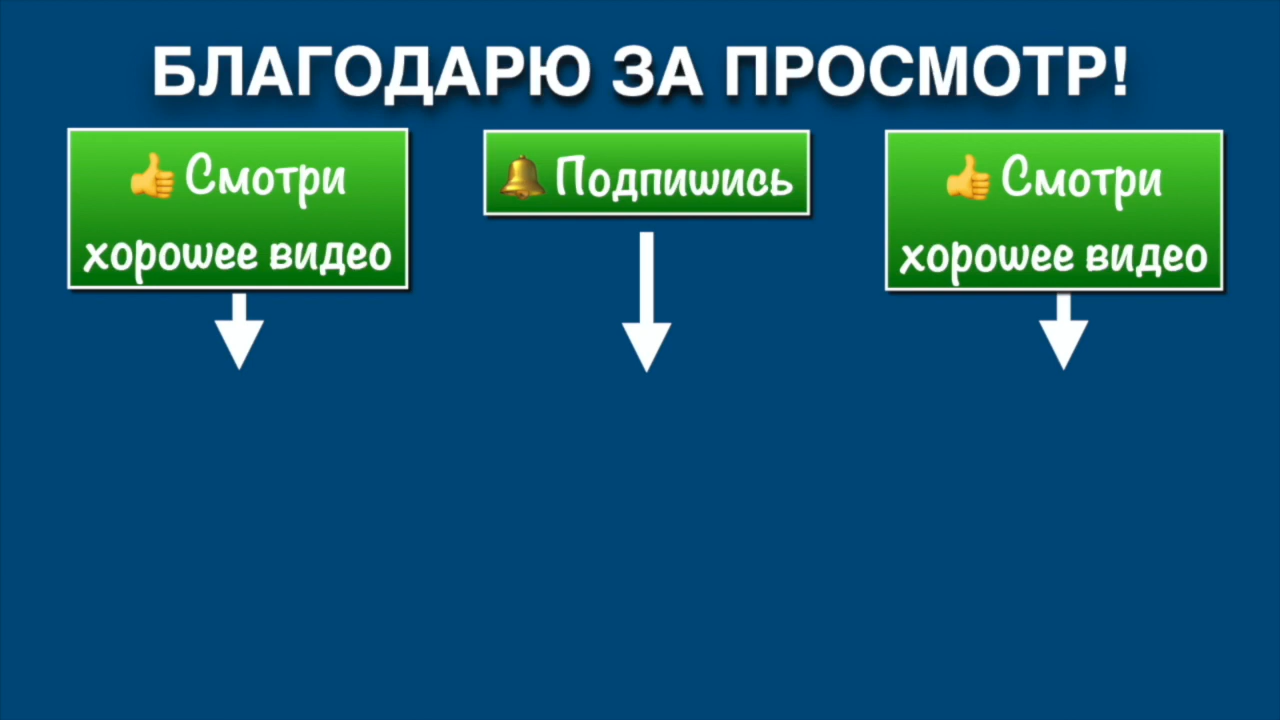 БЛАГОДАРЮ ЗА ПРОСМОТР!
👍 Смотри
хорошее видео
🔔 Подпишись
👍 Смотри
хорошее видео